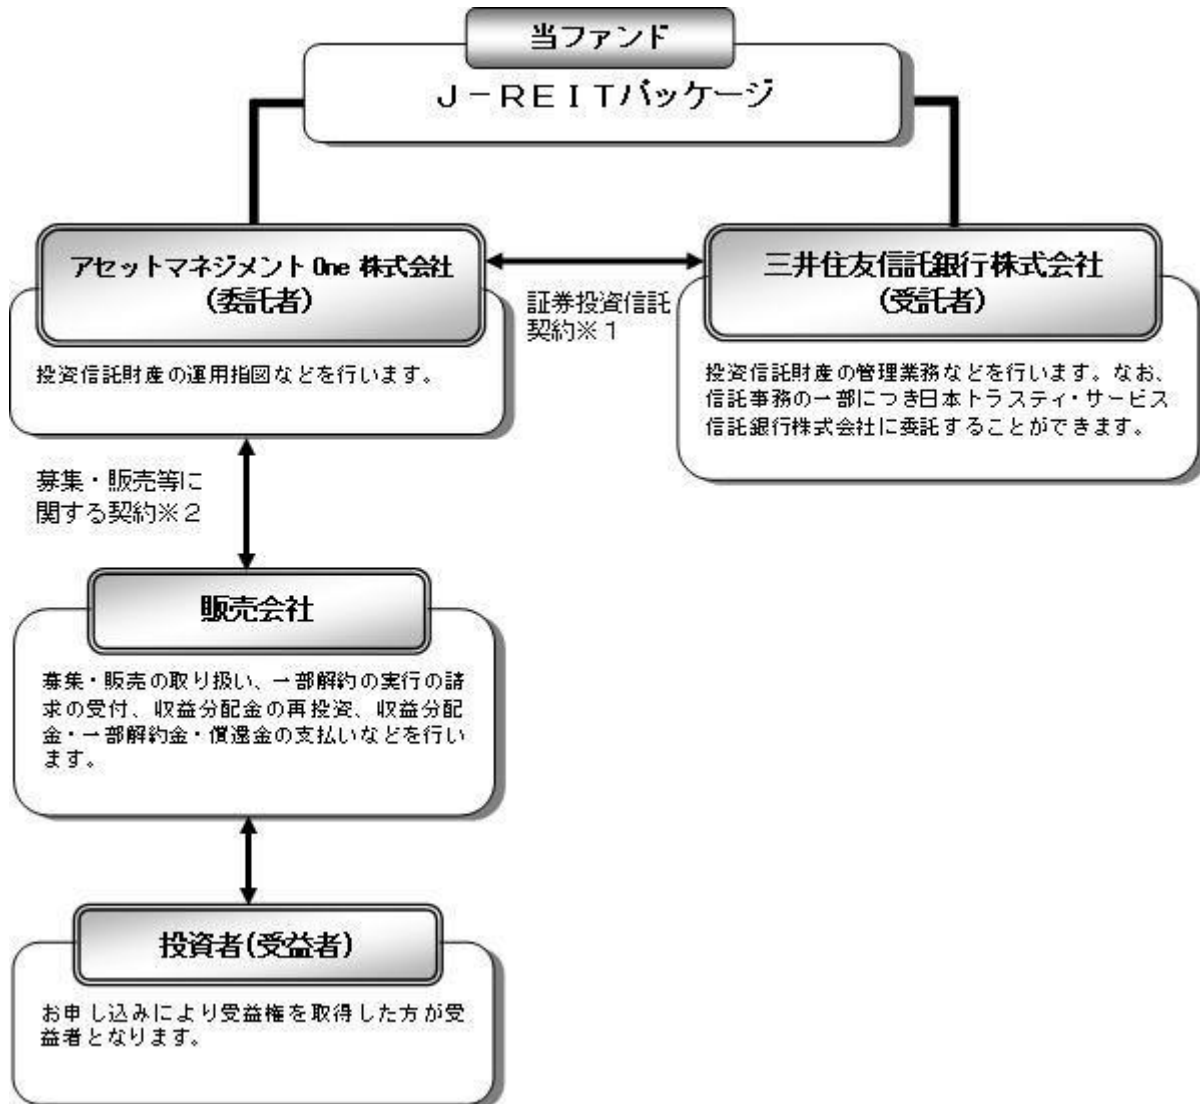 当ファンド
J－REITパッケージ
アセットマネジメント One 株式会社
(委託者)
投資信託財産の運用指図などを行います。
証券投資信託
契約※1
三井住友信託銀行株式会社
(受託者)
投資信託財産の管理業務などを行います。なお、
信託事務の一部につき日本トラスティ・サービス
信託銀行株式会社に委託することができます。
募集・販売等に
関する契約※2
販売会社
募集・販売の取り扱い、一部解約の実行の請
求の受付、収益分配金の再投資、収益分配
金・一部解約金・償還金の支払いなどを行い
ます。
投資者(受益者)
お申し込みにより受益権を取得した方が受
益者となります。